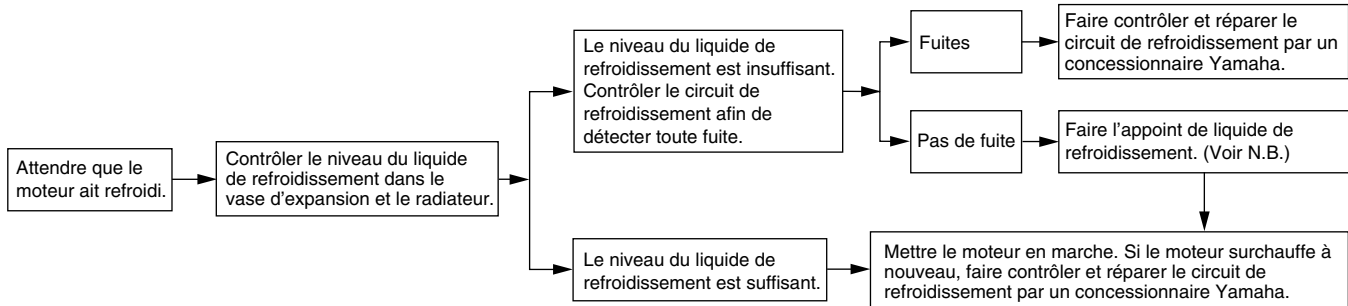 Attendre que le
moteur ait refroidi.
Contrôler le niveau du liquide
de refroidissement dans le
vase d'expansion et le radiateur.
Le niveau du liquide de
refroidissement est insuffisant.
Contrôler le circuit de
refroidissement afin de
détecter toute fuite.
Fuites
Faire contrôler et réparer le
circuit de refroidissement par un
concessionnaire Yamaha.
Pas de fuite
Faire l'appoint de liquide de
refroidissement. (Voir N.B.)
Le niveau du liquide de
refroidissement est suffisant.
Mettre le moteur en marche. Si le moteur surchauffe à
nouveau, faire contrôler et réparer le circuit de
refroidissement par un concessionnaire Yamaha.